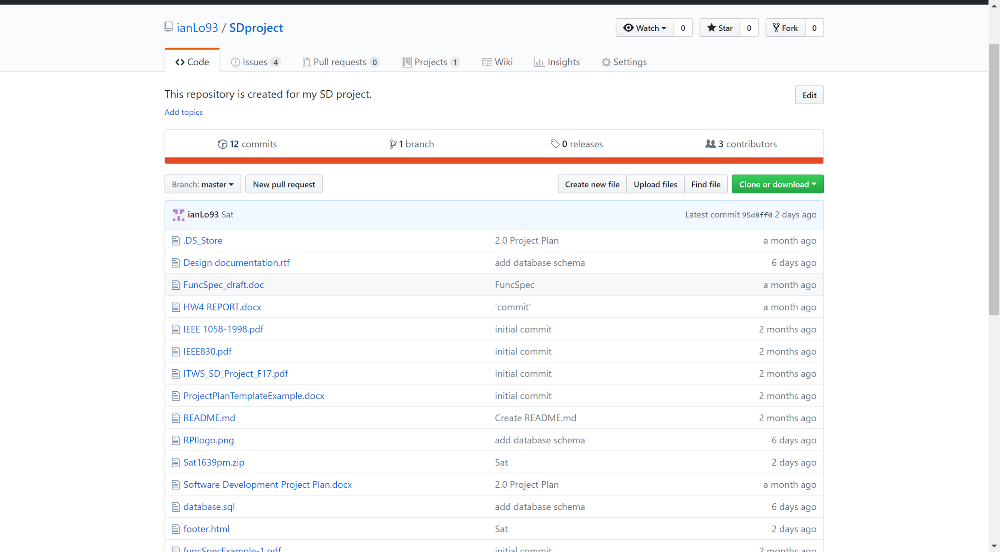 ianLo93 / SDproject
Watch 0 Star 0 Fork 0
Code Issues 4 Pull requests 0 Projects 1 Wiki Insights Settings
This repository is created for my SD project.
Edit
Add topics
12 commits 1 branch 0 releases 3 contributors
Branch: master New pull request Create new file Upload files Find file Clone or download
ianLo93 Sat Latest commit 95d8ff0 2 days ago
.DS_Store 2.0 Project Plan a month ago
Design documentation.rtf add database schema 6 days ago
FuncSpec_draft.doc FuncSpec a month ago
HW4 REPORT.docx 'commit' a month ago
IEEE 1058-1998.pdf initial commit 2 months ago
IEEE830.pdf initial commit 2 months ago
ITWS_SD_Project_F17.pdf initial commit 2 months ago
ProjectPlanTemplateExample.docx initial commit 2 months ago
README.md Create README.md 2 months ago
RPIlogo.png add database schema 6 days ago
Sat1639pm.zip Sat 2 days ago
Software Development Project Plan.docx 2.0 Project Plan a month ago
database.sql add database schema 6 days ago
footer.html Sat 2 days ago
funcSpecExample-1.pdf initial commit 2 months ago